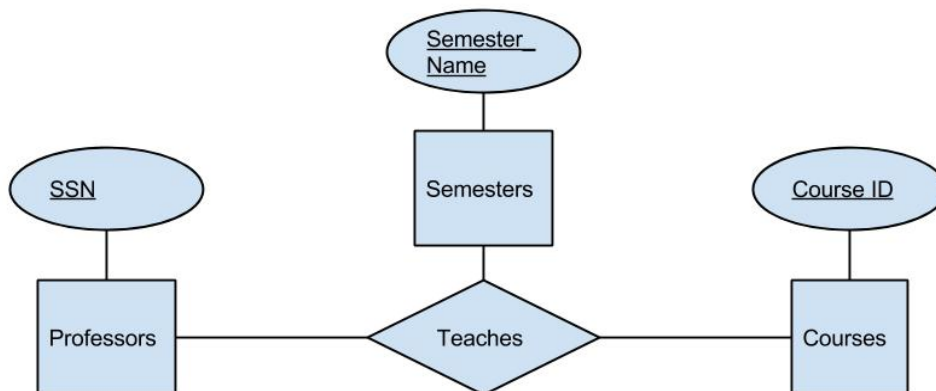 Semester_
Name
SSN
Semesters
Course ID
Professors
Teaches
Courses